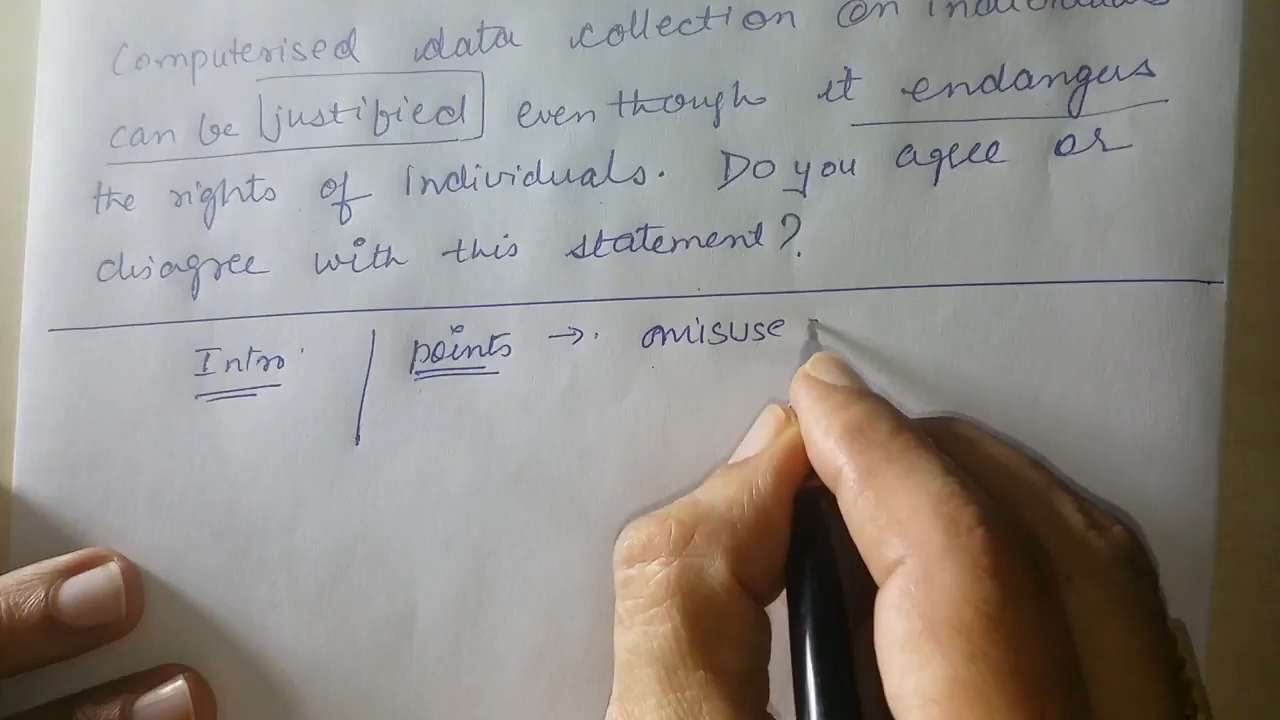 Computerised data collection on individuals
can be justified even though it endangers
the rights of individuals. Do you agree or
disagree with this statement?
Intro. points → misuse